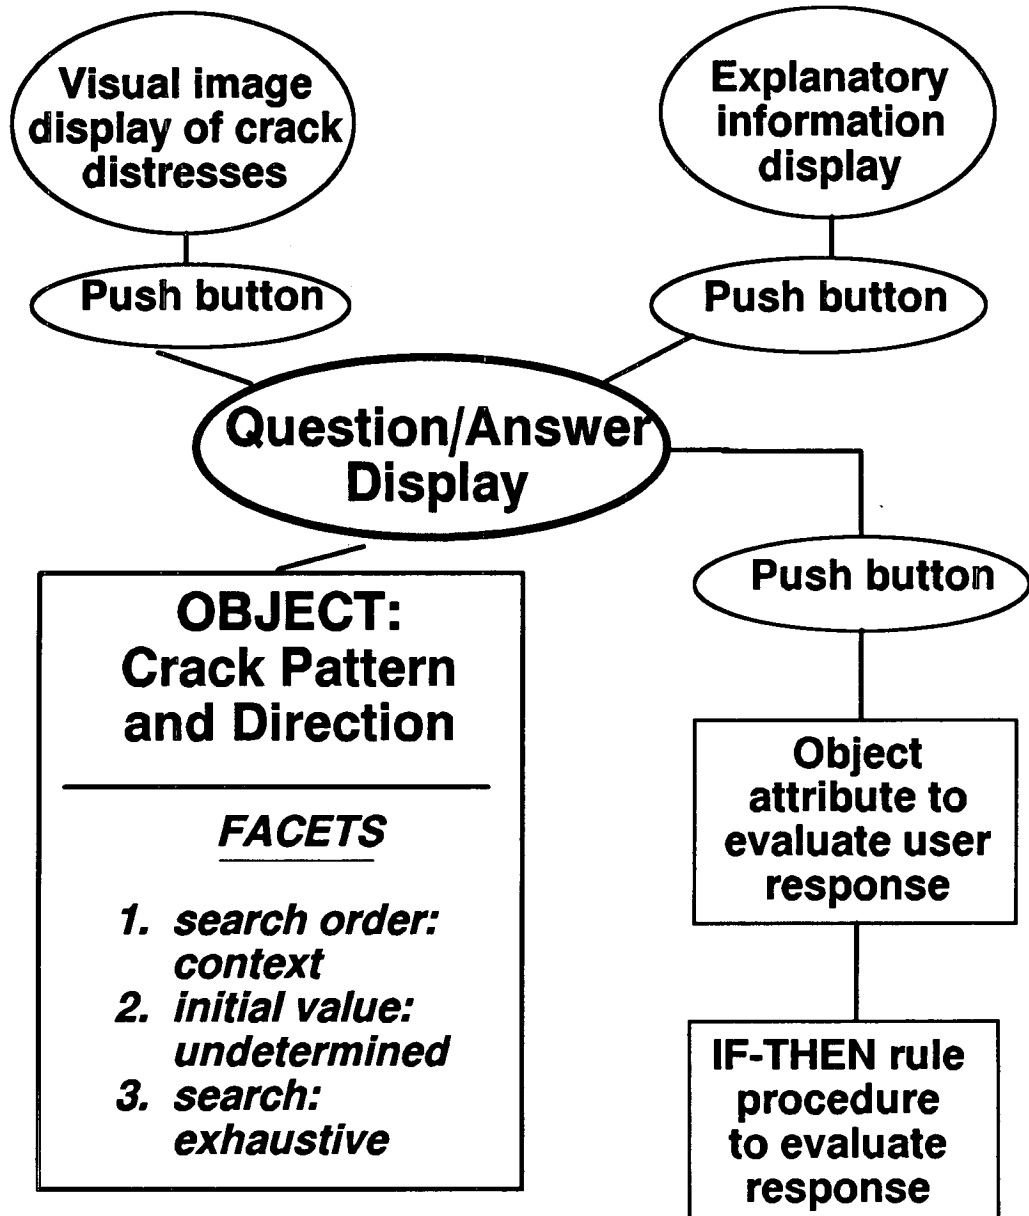 Visual image
display of crack
distresses
Explanatory
information
display
Push button
Push button
Question/Answer
Display
Push button
OBJECT:
Crack Pattern
and Direction
FACETS
1. search order:
context
2. initial value:
undetermined
3. search:
exhaustive
Object
attribute to
evaluate user
response
IF-THEN rule
procedure
to evaluate
response